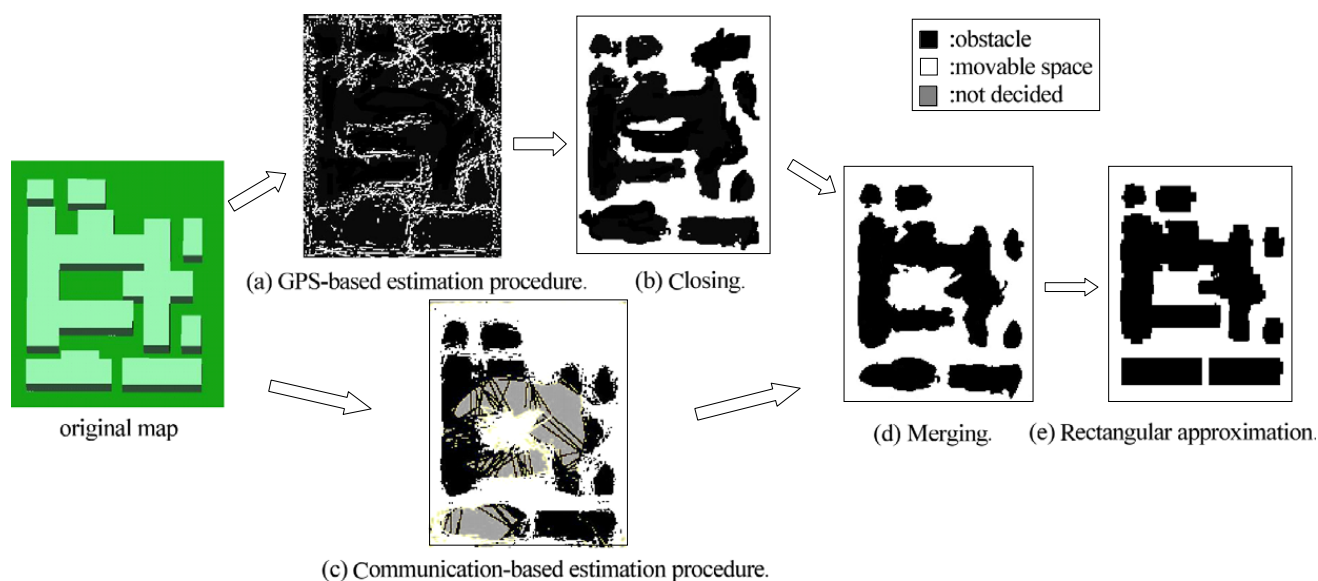 :obstacle
:movable space
:not decided
(a) GPS-based estimation procedure.
(b) Closing.
original map
(d) Merging.
(e) Rectangular approximation.
(c) Communication-based estimation procedure.